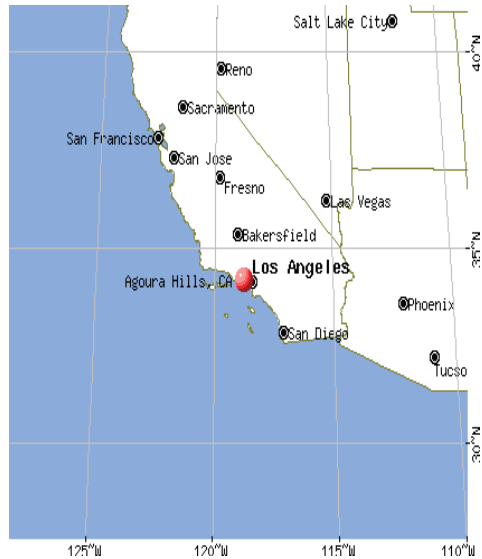 Salt Lake City
40°N
Reno
Sacramento
San Francisco
San Jose
Fresno
Las Vegas
Bakersfield
35°N
Los Angeles
Agoura Hills, CA
Phoenix
San Diego
Tucso
30°N
125°W
120°W
115°W
110°W